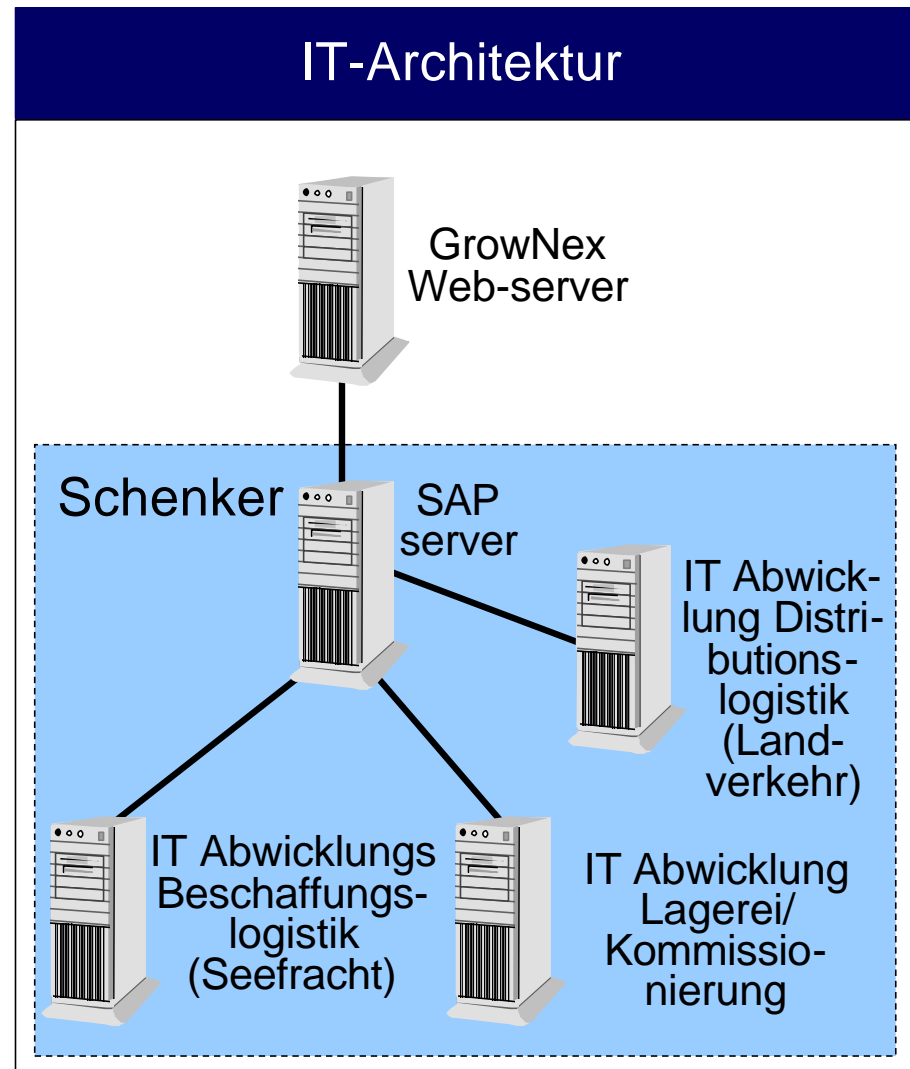 IT-Architektur
GrowNex
Web-server
Schenker
SAP
server
IT Abwick-
lung Distri-
butions-
logistik
(Land-
verkehr)
IT Abwicklungs
Beschaffungs-
logistik
(Seefracht)
IT Abwicklung
Lagerei/
Kommissio-
nierung